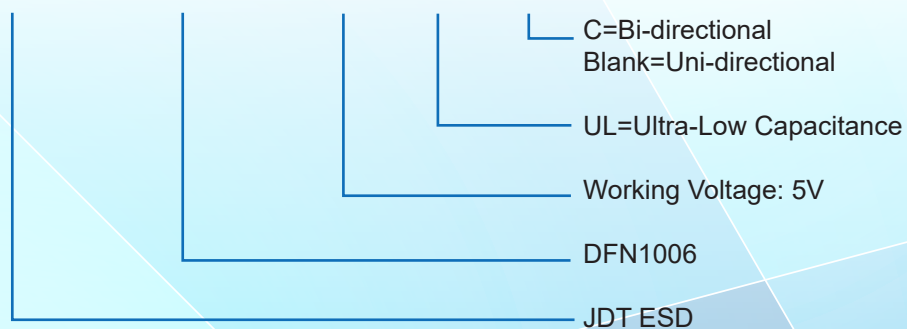 C=Bi-directional
Blank=Uni-directional
UL=Ultra-Low Capacitance
Working Voltage: 5V
DFN1006
JDT ESD